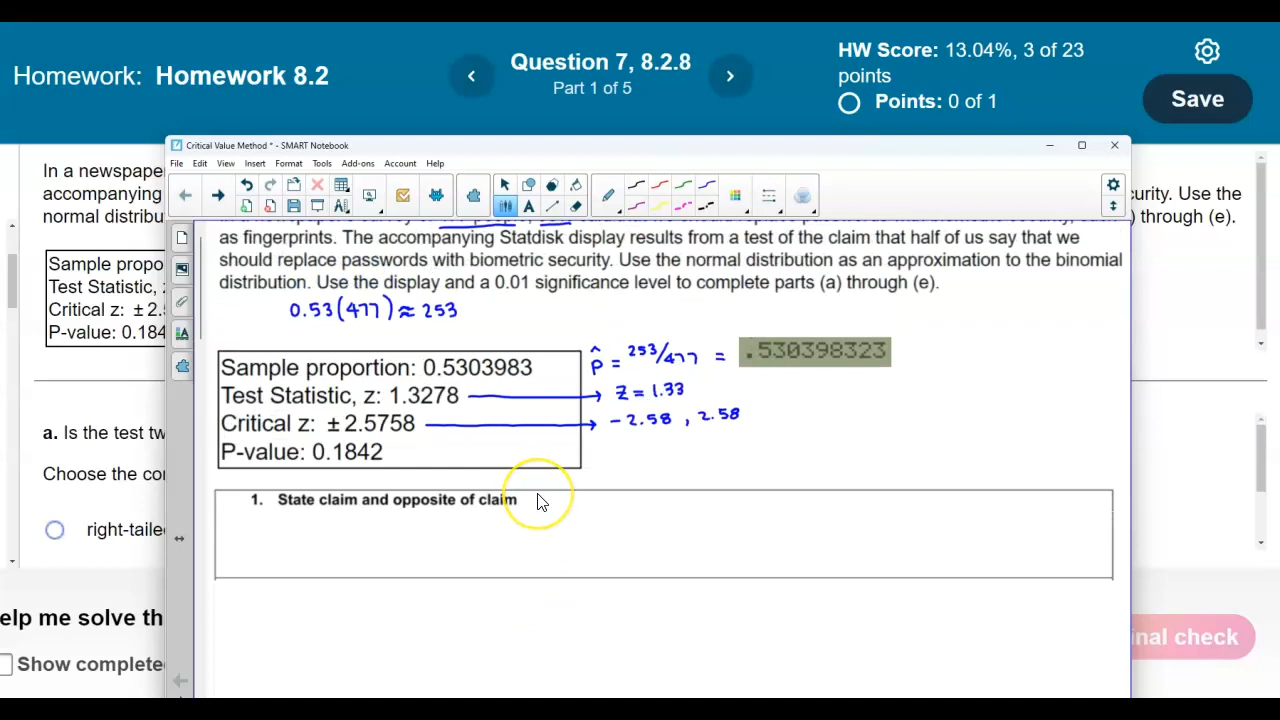 Homework: Homework 8.2
Question 7, 8.2.8
Part 1 of 5
HW Score: 13.04%, 3 of 23 points
Points: 0 of 1
Save
In a newspape
accompanying
normal distribu
curity. Use the
) through (e).
Sample propo
Test Statistic, z
Critical z: ±2.5
P-value: 0.184
a. Is the test tw
Choose the co
right-taile
elp me solve th
Show complete
inal check
Critical Value Method * - SMART Notebook
File Edit View Insert Format Tools Add-ons Account Help
as fingerprints. The accompanying Statdisk display results from a test of the claim that half of us say that we
should replace passwords with biometric security. Use the normal distribution as an approximation to the binomial
distribution. Use the display and a 0.01 significance level to complete parts (a) through (e).
0.53(477) ≈ 253
Sample proportion: 0.5303983
Test Statistic, z: 1.3278
Critical z: ±2.5758
P-value: 0.1842
p̂ = 253/477 = .530398323
z = 1.33
-2.58 , 2.58
1. State claim and opposite of claim